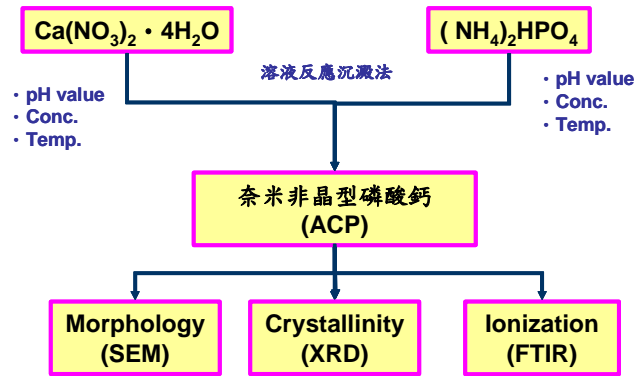 Ca(NO₃)₂・4H₂O
( NH₄)₂HPO₄
溶液反應沉澱法
・pH value
・Conc.
・Temp.
・pH value
・Conc.
・Temp.
奈米非晶型磷酸鈣
(ACP)
Morphology
(SEM)
Crystallinity
(XRD)
Ionization
(FTIR)